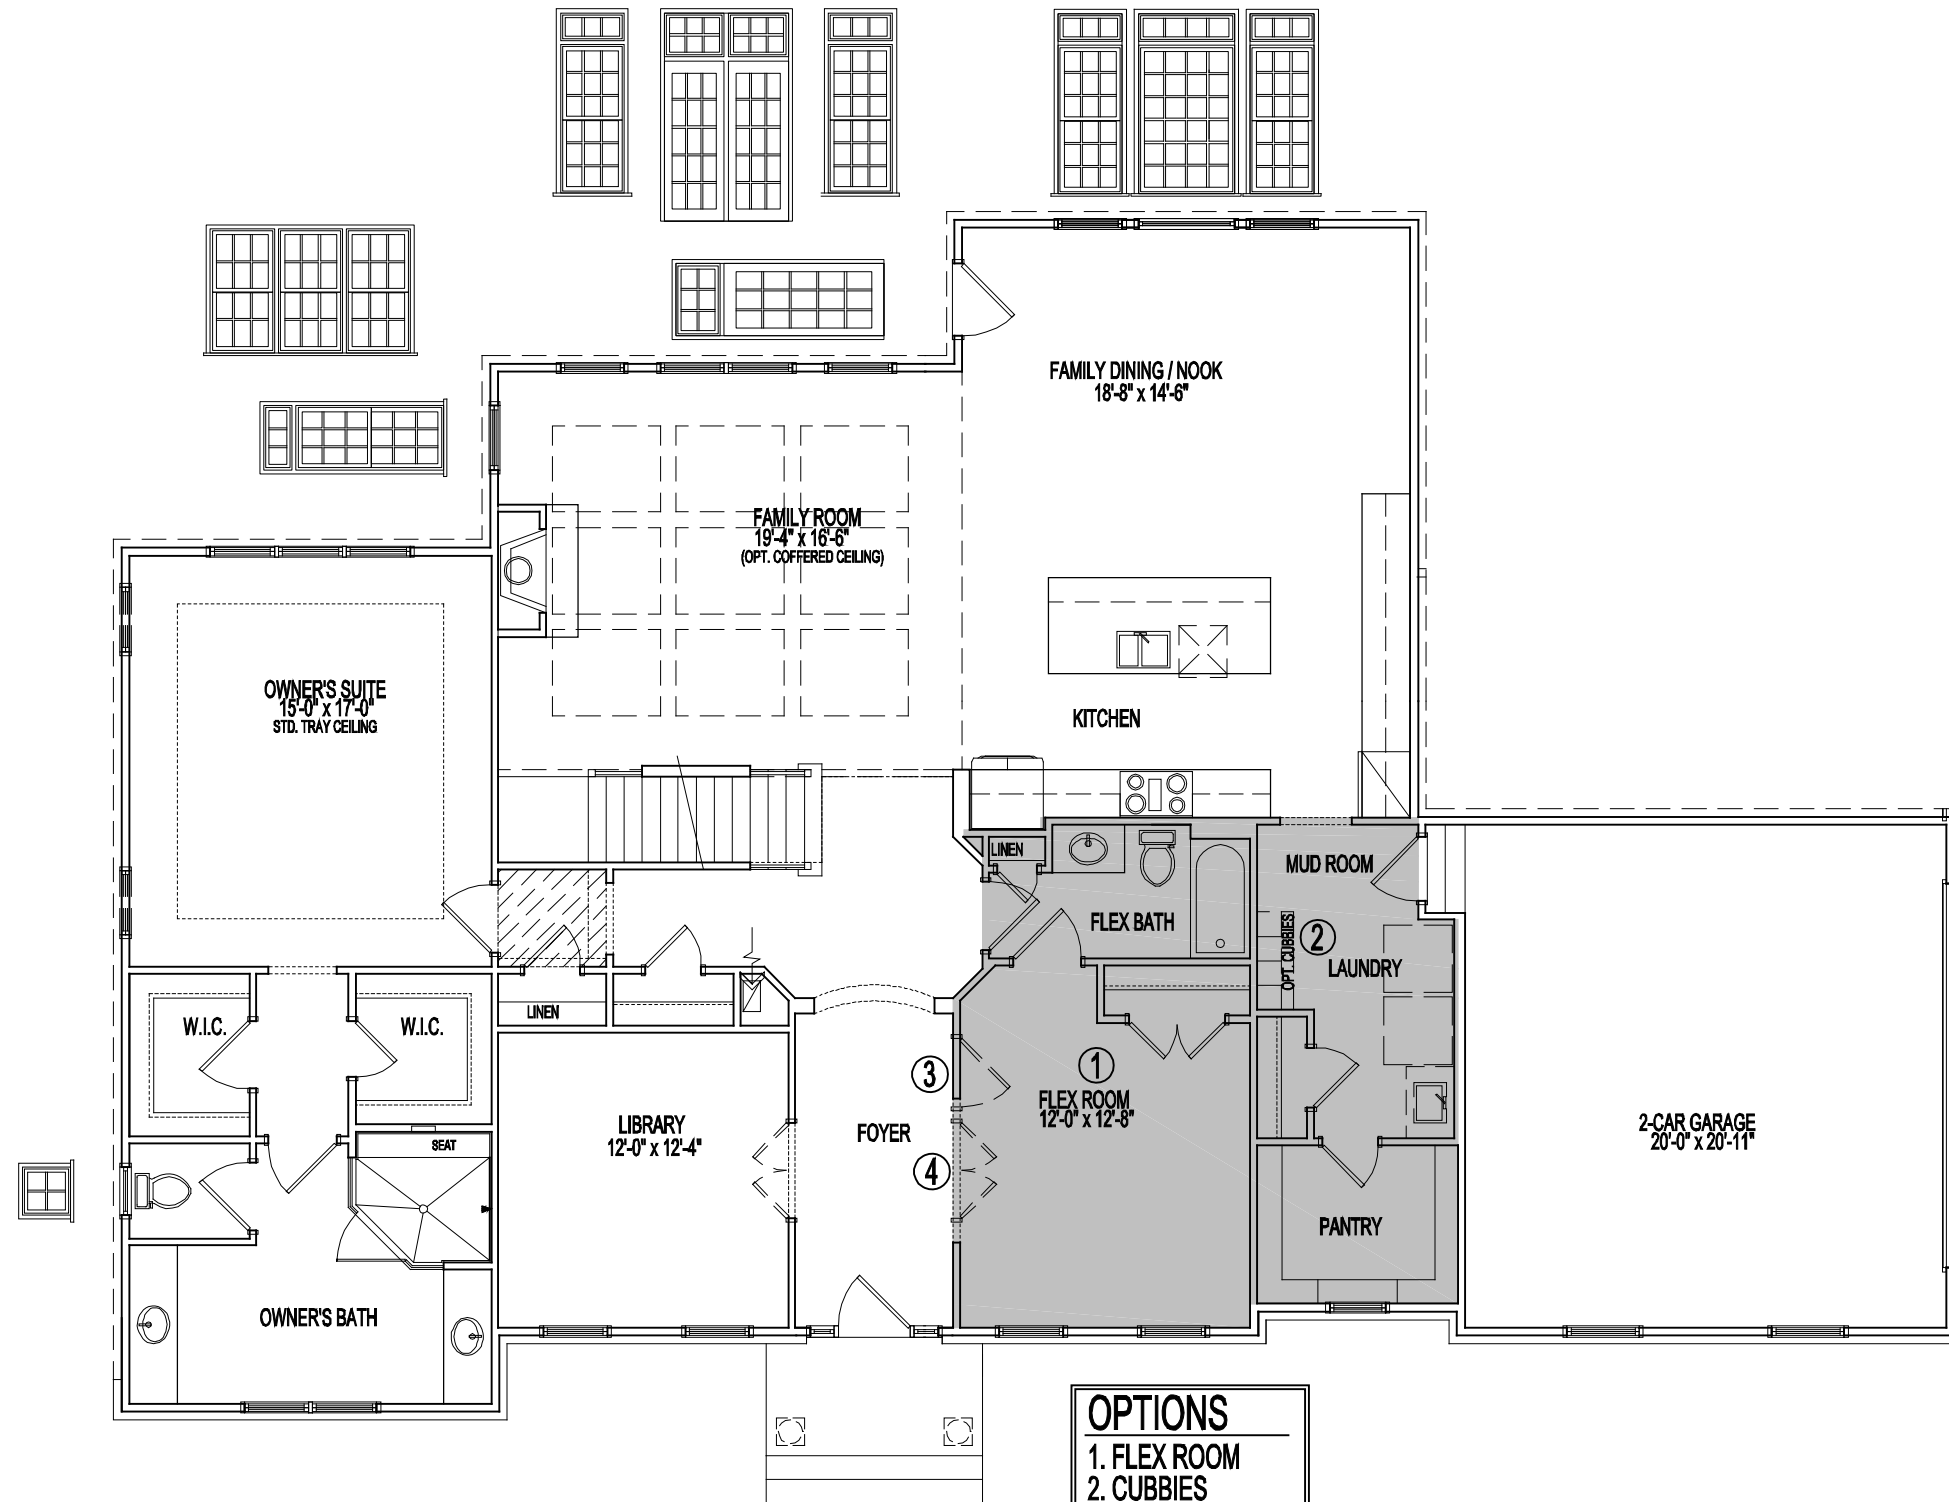 FAMILY DINING / NOOK
18'-8" x 14'-6"
FAMILY ROOM
19'-4" x 16'-6"
(OPT. COFFERED CEILING)
OWNER'S SUITE
15'-0" x 17'-0"
STD. TRAY CEILING
KITCHEN
LINEN
MUD ROOM
FLEX BATH
OPT. CUBBIES
2
LAUNDRY
LINEN
W.I.C.
W.I.C.
3
1
FLEX ROOM
12'-0" x 12'-8"
LIBRARY
12'-0" x 12'-4"
FOYER
2-CAR GARAGE
20'-0" x 20'-11"
SEAT
4
PANTRY
OWNER'S BATH
OPTIONS
1. FLEX ROOM
2. CUBBIES